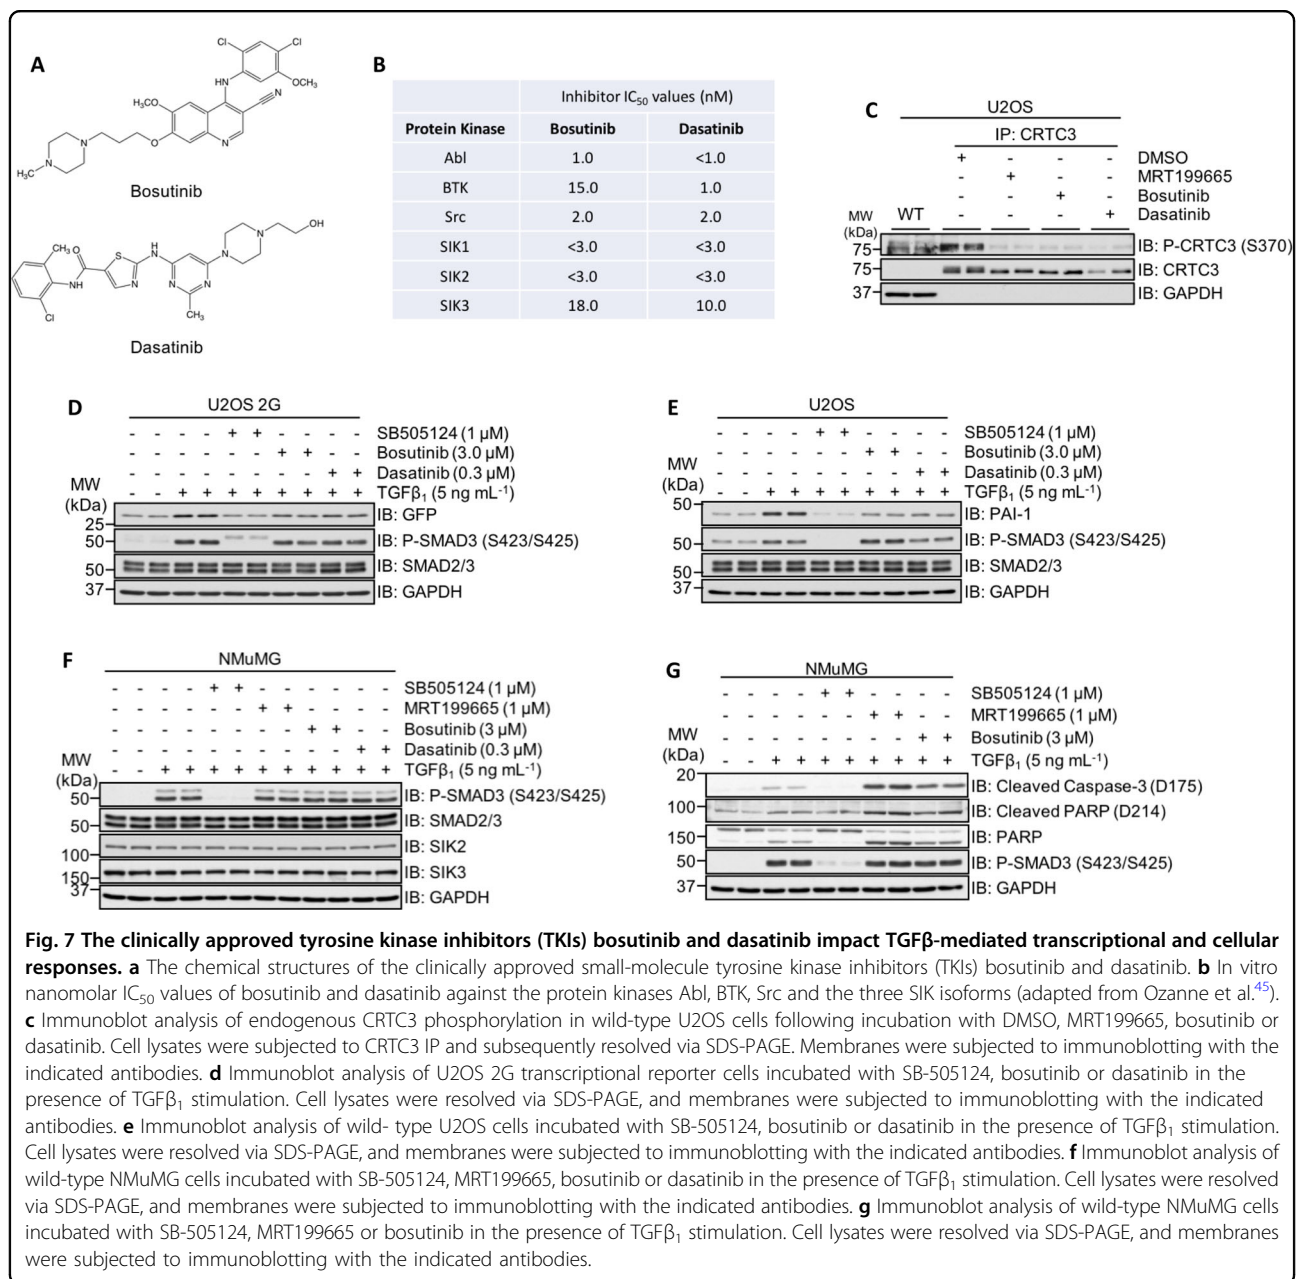 A
Cl
Cl
HN
OCH3
H3CO
N
N
O
N
N
H3C
Bosutinib
CH3
O
NH
Cl
S
N
HN
N
N
CH3
N
N
OH
Dasatinib
B
Inhibitor IC50 values (nM)
Protein Kinase Bosutinib Dasatinib
Abl 1.0 <1.0
BTK 15.0 1.0
Src 2.0 2.0
SIK1 <3.0 <3.0
SIK2 <3.0 <3.0
SIK3 18.0 10.0
C
U2OS
IP: CRTC3
+ - - - DMSO
- + - - MRT199665
- - + - Bosutinib
MW (kDa) WT - - - + Dasatinib
75 IB: P-CRTC3 (S370)
75 IB: CRTC3
37 IB: GAPDH
D
U2OS 2G
- - - - + + - - - - SB505124 (1 µM)
- - - - - - + + - - Bosutinib (3.0 µM)
- - - - - - - - + + Dasatinib (0.3 µM)
MW (kDa) - - + + + + + + + + TGFβ1 (5 ng mL-1)
25 IB: GFP
50 IB: P-SMAD3 (S423/S425)
50 IB: SMAD2/3
37 IB: GAPDH
E
U2OS
- - - - + + - - - - SB505124 (1 µM)
- - - - - - + + - - Bosutinib (3.0 µM)
- - - - - - - - + + Dasatinib (0.3 µM)
MW (kDa) - - + + + + + + + + TGFβ1 (5 ng mL-1)
50 IB: PAI-1
50 IB: P-SMAD3 (S423/S425)
50 IB: SMAD2/3
37 IB: GAPDH
F
NMuMG
- - - - + + - - - - - - SB505124 (1 µM)
- - - - - - + + - - - - MRT199665 (1 µM)
- - - - - - - - + + - - Bosutinib (3 µM)
- - - - - - - - - - + + Dasatinib (0.3 µM)
MW (kDa) - - + + + + + + + + + + TGFβ1 (5 ng mL-1)
50 IB: P-SMAD3 (S423/S425)
50 IB: SMAD2/3
100 IB: SIK2
150 IB: SIK3
37 IB: GAPDH
G
NMuMG
- - - - + + - - - - SB505124 (1 µM)
- - - - - - + + - - MRT199665 (1 µM)
- - - - - - - - + + Bosutinib (3 µM)
MW (kDa) - - + + + + + + + + TGFβ1 (5 ng mL-1)
20 IB: Cleaved Caspase-3 (D175)
100 IB: Cleaved PARP (D214)
150 IB: PARP
50 IB: P-SMAD3 (S423/S425)
37 IB: GAPDH
Fig. 7 The clinically approved tyrosine kinase inhibitors (TKIs) bosutinib and dasatinib impact TGFβ-mediated transcriptional and cellular
responses. a The chemical structures of the clinically approved small-molecule tyrosine kinase inhibitors (TKIs) bosutinib and dasatinib. b In vitro
nanomolar IC50 values of bosutinib and dasatinib against the protein kinases Abl, BTK, Src and the three SIK isoforms (adapted from Ozanne et al.45).
c Immunoblot analysis of endogenous CRTC3 phosphorylation in wild-type U2OS cells following incubation with DMSO, MRT199665, bosutinib or
dasatinib. Cell lysates were subjected to CRTC3 IP and subsequently resolved via SDS-PAGE. Membranes were subjected to immunoblotting with the
indicated antibodies. d Immunoblot analysis of U2OS 2G transcriptional reporter cells incubated with SB-505124, bosutinib or dasatinib in the
presence of TGFβ1 stimulation. Cell lysates were resolved via SDS-PAGE, and membranes were subjected to immunoblotting with the indicated
antibodies. e Immunoblot analysis of wild- type U2OS cells incubated with SB-505124, bosutinib or dasatinib in the presence of TGFβ1 stimulation.
Cell lysates were resolved via SDS-PAGE, and membranes were subjected to immunoblotting with the indicated antibodies. f Immunoblot analysis of
wild-type NMuMG cells incubated with SB-505124, MRT199665, bosutinib or dasatinib in the presence of TGFβ1 stimulation. Cell lysates were resolved
via SDS-PAGE, and membranes were subjected to immunoblotting with the indicated antibodies. g Immunoblot analysis of wild-type NMuMG cells
incubated with SB-505124, MRT199665 or bosutinib in the presence of TGFβ1 stimulation. Cell lysates were resolved via SDS-PAGE, and membranes
were subjected to immunoblotting with the indicated antibodies.